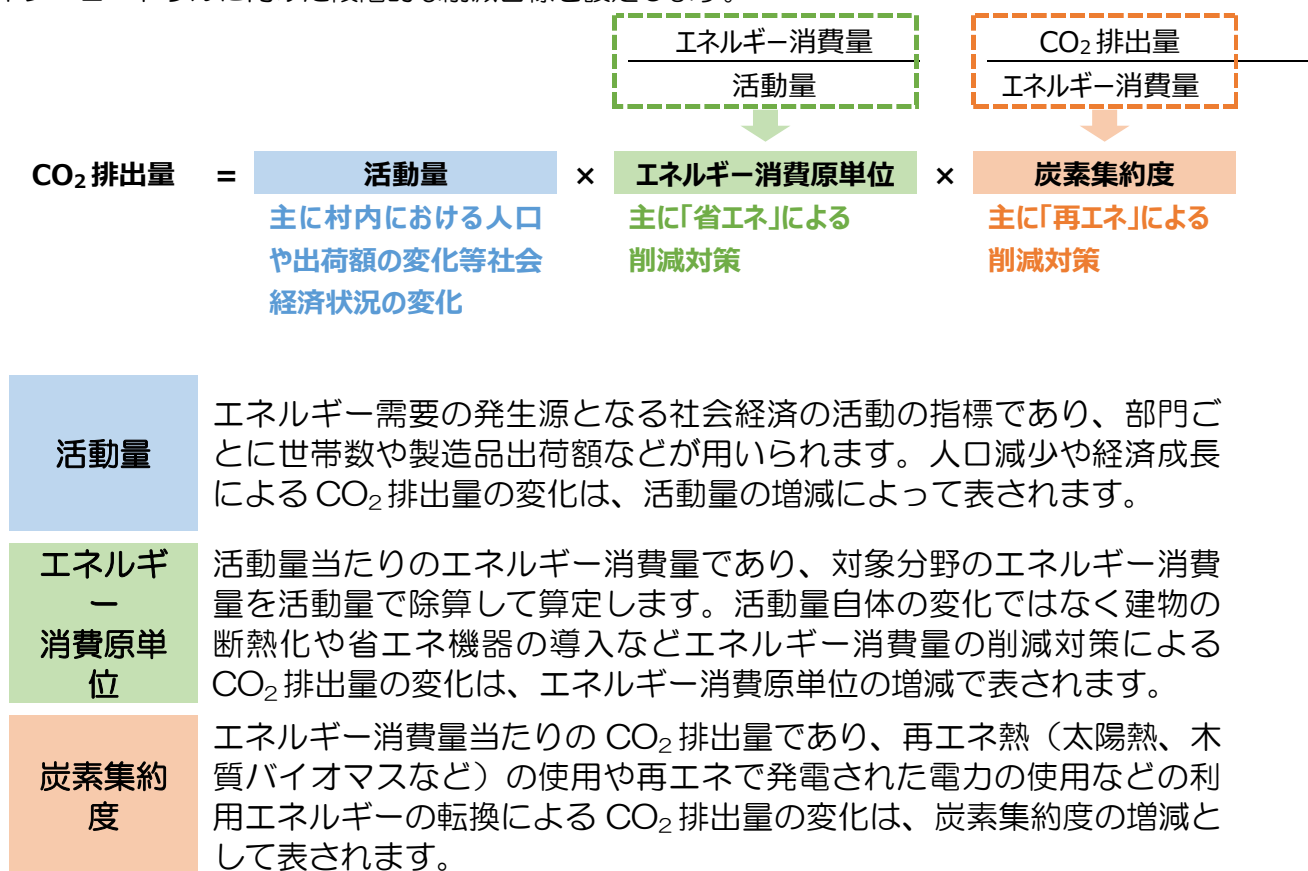 エネルギー消費量
活動量
CO₂排出量
エネルギー消費量
CO₂排出量 = 活動量 × エネルギー消費原単位 × 炭素集約度
主に村内における人口
や出荷額の変化等社会
経済状況の変化
主に「省エネ」による
削減対策
主に「再エネ」による
削減対策
活動量
エネルギー需要の発生源となる社会経済の活動の指標であり、部門ご
とに世帯数や製造品出荷額などが用いられます。人口減少や経済成長
による CO₂排出量の変化は、活動量の増減によって表されます。
エネルギ
ー
消費原単
位
活動量当たりのエネルギー消費量であり、対象分野のエネルギー消費
量を活動量で除算して算定します。活動量自体の変化ではなく建物の
断熱化や省エネ機器の導入などエネルギー消費量の削減対策による
CO₂排出量の変化は、エネルギー消費原単位の増減で表されます。
炭素集約
度
エネルギー消費量当たりの CO₂排出量であり、再エネ熱（太陽熱、木
質バイオマスなど）の使用や再エネで発電された電力の使用などの利
用エネルギーの転換による CO₂排出量の変化は、炭素集約度の増減と
して表されます。